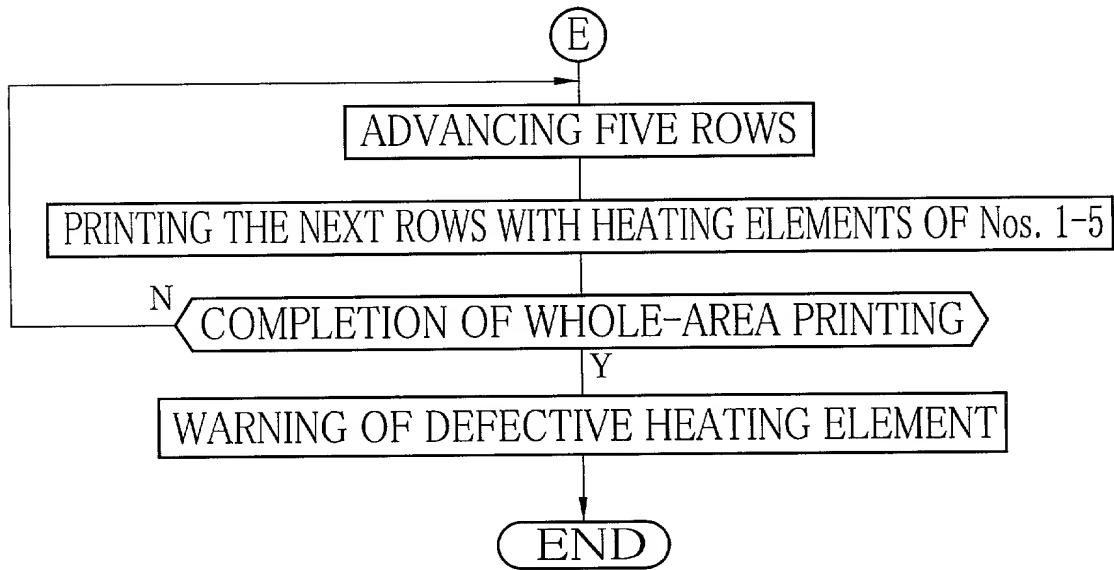 E
ADVANCING FIVE ROWS
PRINTING THE NEXT ROWS WITH HEATING ELEMENTS OF Nos. 1-5
N
COMPLETION OF WHOLE-AREA PRINTING
Y
WARNING OF DEFECTIVE HEATING ELEMENT
END